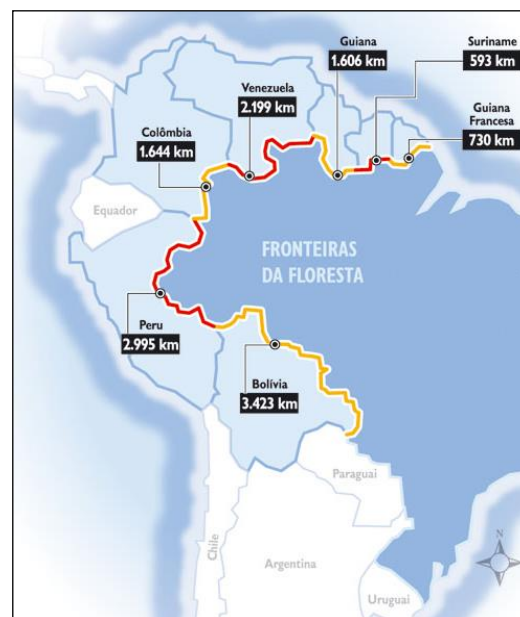 Guiana
1.606 km
Suriname
593 km
Venezuela
2.199 km
Guiana
Francesa
730 km
Colômbia
1.644 km
Equador
FRONTEIRAS
DA FLORESTA
Peru
2.995 km
Bolívia
3.423 km
Paraguai
Chile
Argentina
Uruguai